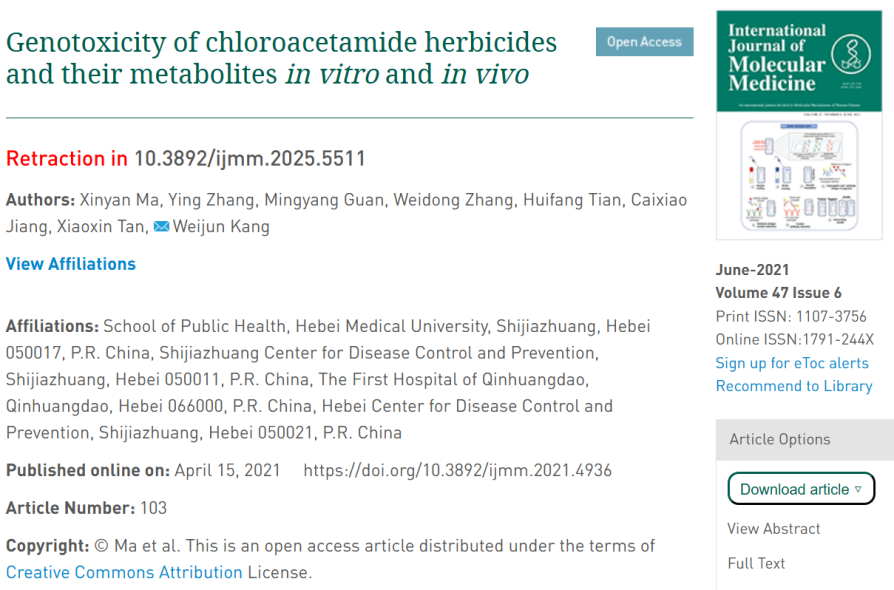 Genotoxicity of chloroacetamide herbicides
and their metabolites in vitro and in vivo
Open Access
Retraction in 10.3892/ijmm.2025.5511
Authors: Xinyan Ma, Ying Zhang, Mingyang Guan, Weidong Zhang, Huifang Tian, Caixiao
Jiang, Xiaoxin Tan, Weijun Kang
View Affiliations
Affiliations: School of Public Health, Hebei Medical University, Shijiazhuang, Hebei
050017, P.R. China, Shijiazhuang Center for Disease Control and Prevention,
Shijiazhuang, Hebei 050011, P.R. China, The First Hospital of Qinhuangdao,
Qinhuangdao, Hebei 066000, P.R. China, Hebei Center for Disease Control and
Prevention, Shijiazhuang, Hebei 050021, P.R. China
Published online on: April 15, 2021 https://doi.org/10.3892/ijmm.2021.4936
Article Number: 103
Copyright: © Ma et al. This is an open access article distributed under the terms of
Creative Commons Attribution License.
International
Journal of
Molecular
Medicine
June-2021
Volume 47 Issue 6
Print ISSN: 1107-3756
Online ISSN:1791-244X
Sign up for eToc alerts
Recommend to Library
Article Options
Download article ▿
View Abstract
Full Text